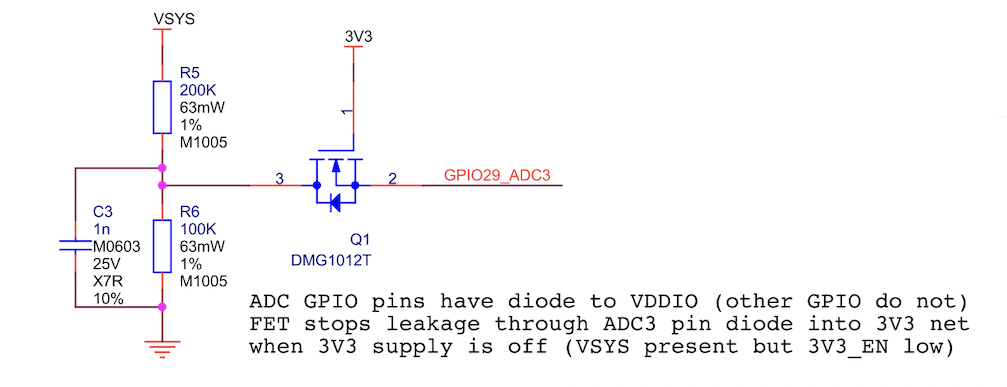 VSYS
3V3
R5
200K
63mW
1%
M1005
1
3
2
GPIO29_ADC3
C3
1n
M0603
25V
X7R
10%
R6
100K
63mW
1%
M1005
Q1
DMG1012T
ADC GPIO pins have diode to VDDIO (other GPIO do not)
FET stops leakage through ADC3 pin diode into 3V3 net
when 3V3 supply is off (VSYS present but 3V3_EN low)